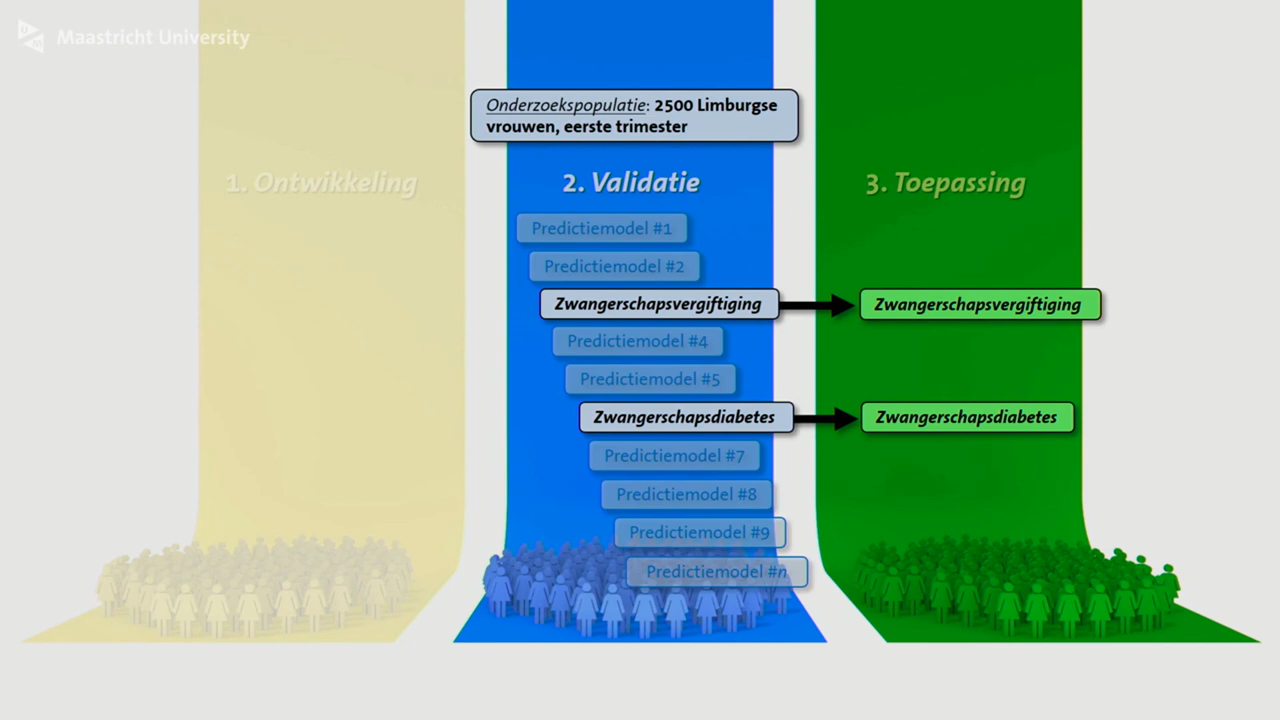 Maastricht University
Onderzoekspopulatie: 2500 Limburgse
vrouwen, eerste trimester
1. Ontwikkeling
2. Validatie
3. Toepassing
Predictiemodel #1
Predictiemodel #2
Zwangerschapsvergiftiging
Zwangerschapsvergiftiging
Predictiemodel #4
Predictiemodel #5
Zwangerschapsdiabetes
Zwangerschapsdiabetes
Predictiemodel #7
Predictiemodel #8
Predictiemodel #9
Predictiemodel #n